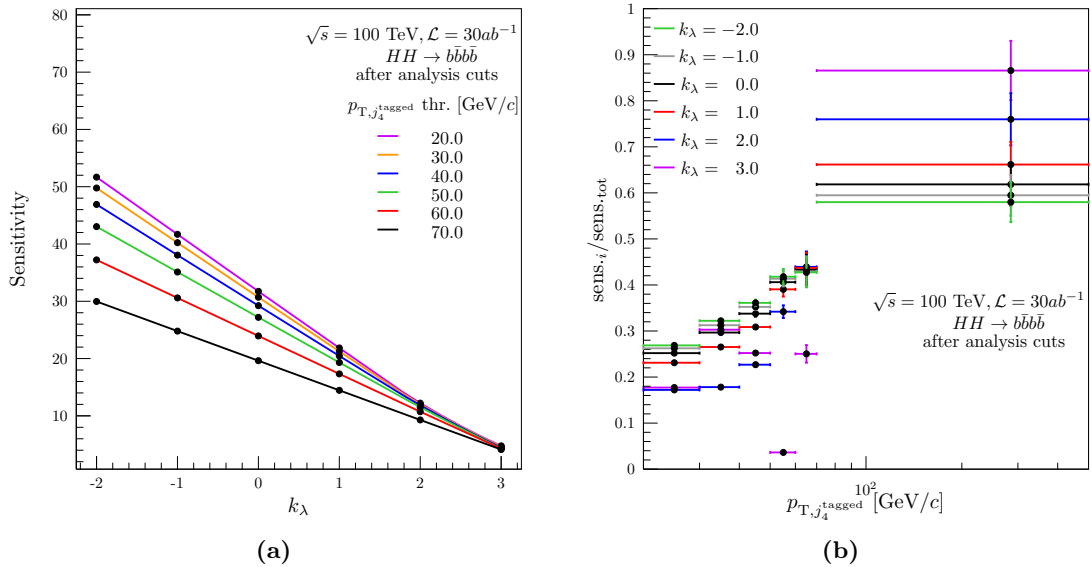 Sensitivity
80
70
60
50
40
30
20
10
√s = 100 TeV, ℒ = 30ab⁻¹
HH → bb̄bb̄
after analysis cuts
p_{T,j_4^{tagged}} thr. [GeV/c]
20.0
30.0
40.0
50.0
60.0
70.0
-2 -1 0 1 2 3
k_λ
(a)
sens._i/sens._tot
1
0.9
0.8
0.7
0.6
0.5
0.4
0.3
0.2
0.1
0
k_λ = −2.0
k_λ = −1.0
k_λ = 0.0
k_λ = 1.0
k_λ = 2.0
k_λ = 3.0
√s = 100 TeV, ℒ = 30ab⁻¹
HH → bb̄bb̄
after analysis cuts
10²
p_{T,j_4^{tagged}} [GeV/c]
(b)